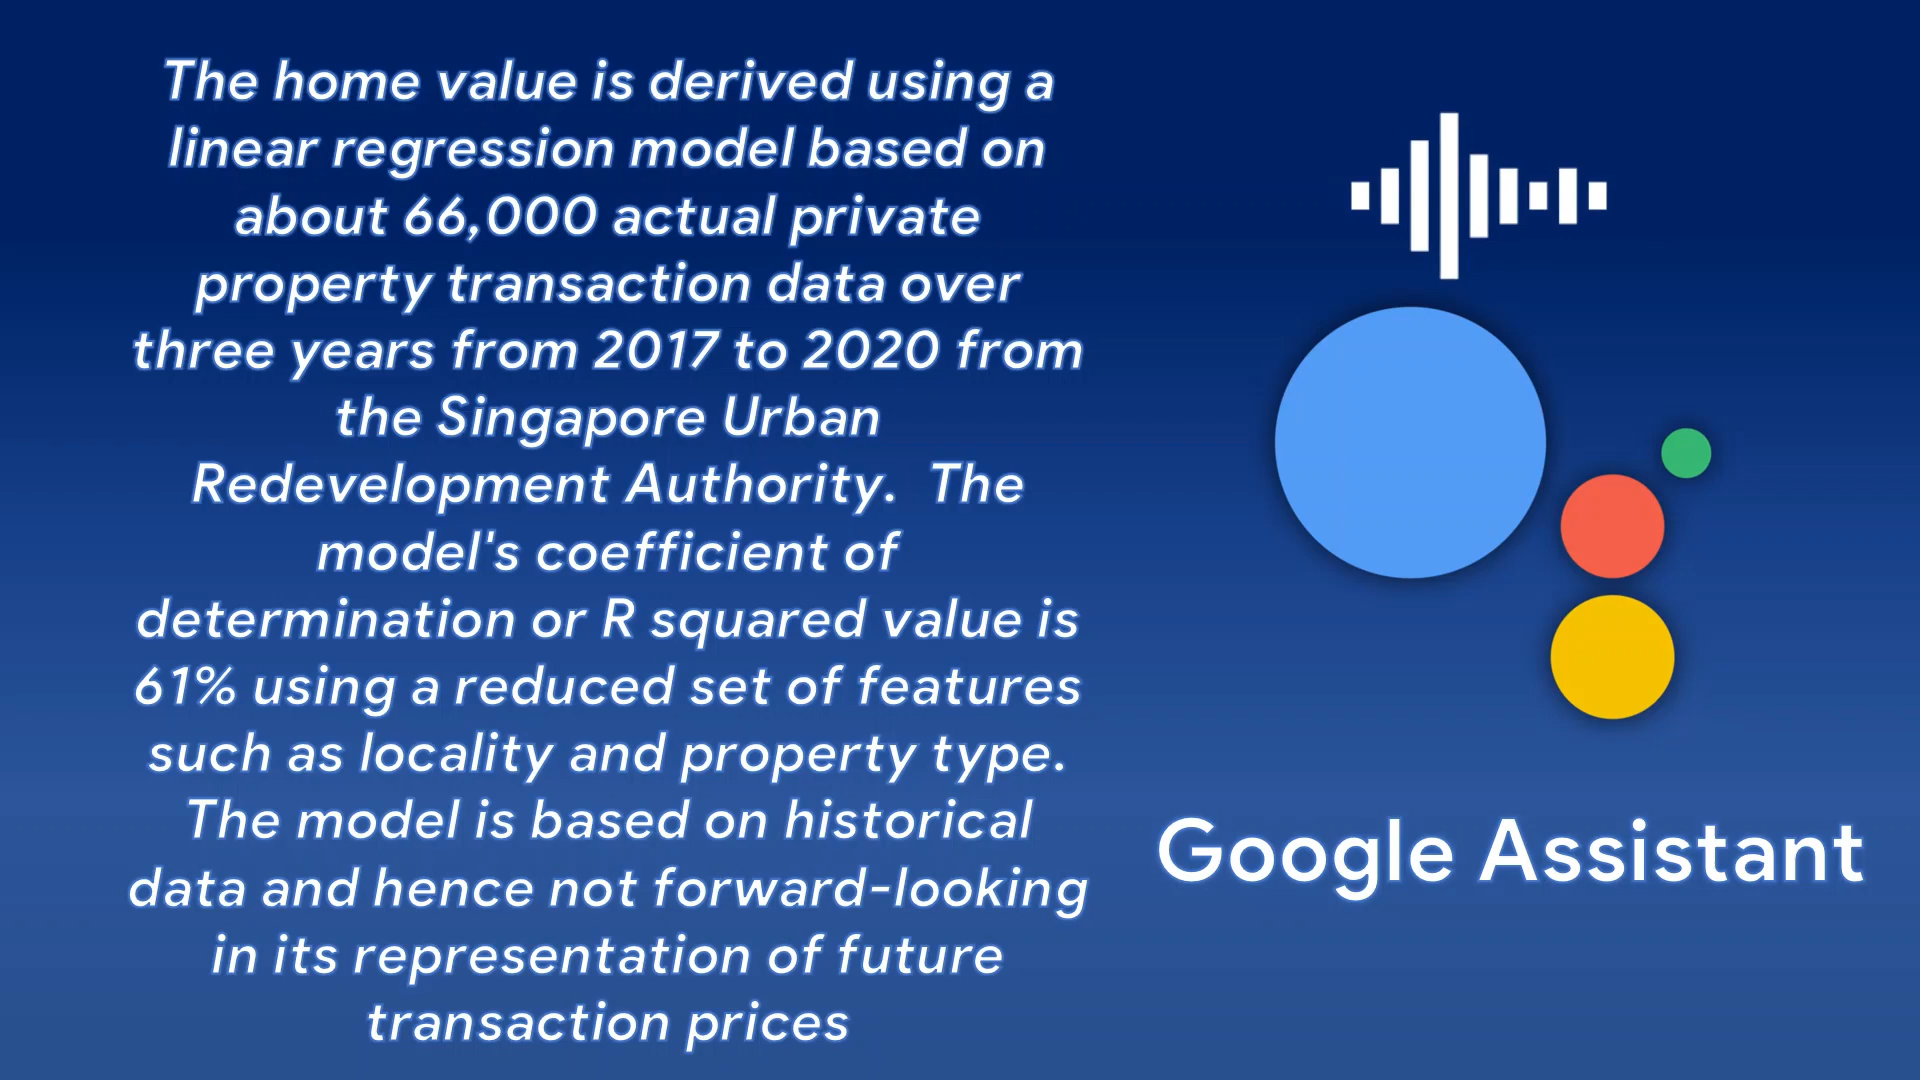 The home value is derived using a
linear regression model based on
about 66,000 actual private
property transaction data over
three years from 2017 to 2020 from
the Singapore Urban
Redevelopment Authority.  The
model's coefficient of
determination or R squared value is
61% using a reduced set of features
such as locality and property type.
The model is based on historical
data and hence not forward-looking
in its representation of future
transaction prices
Google Assistant